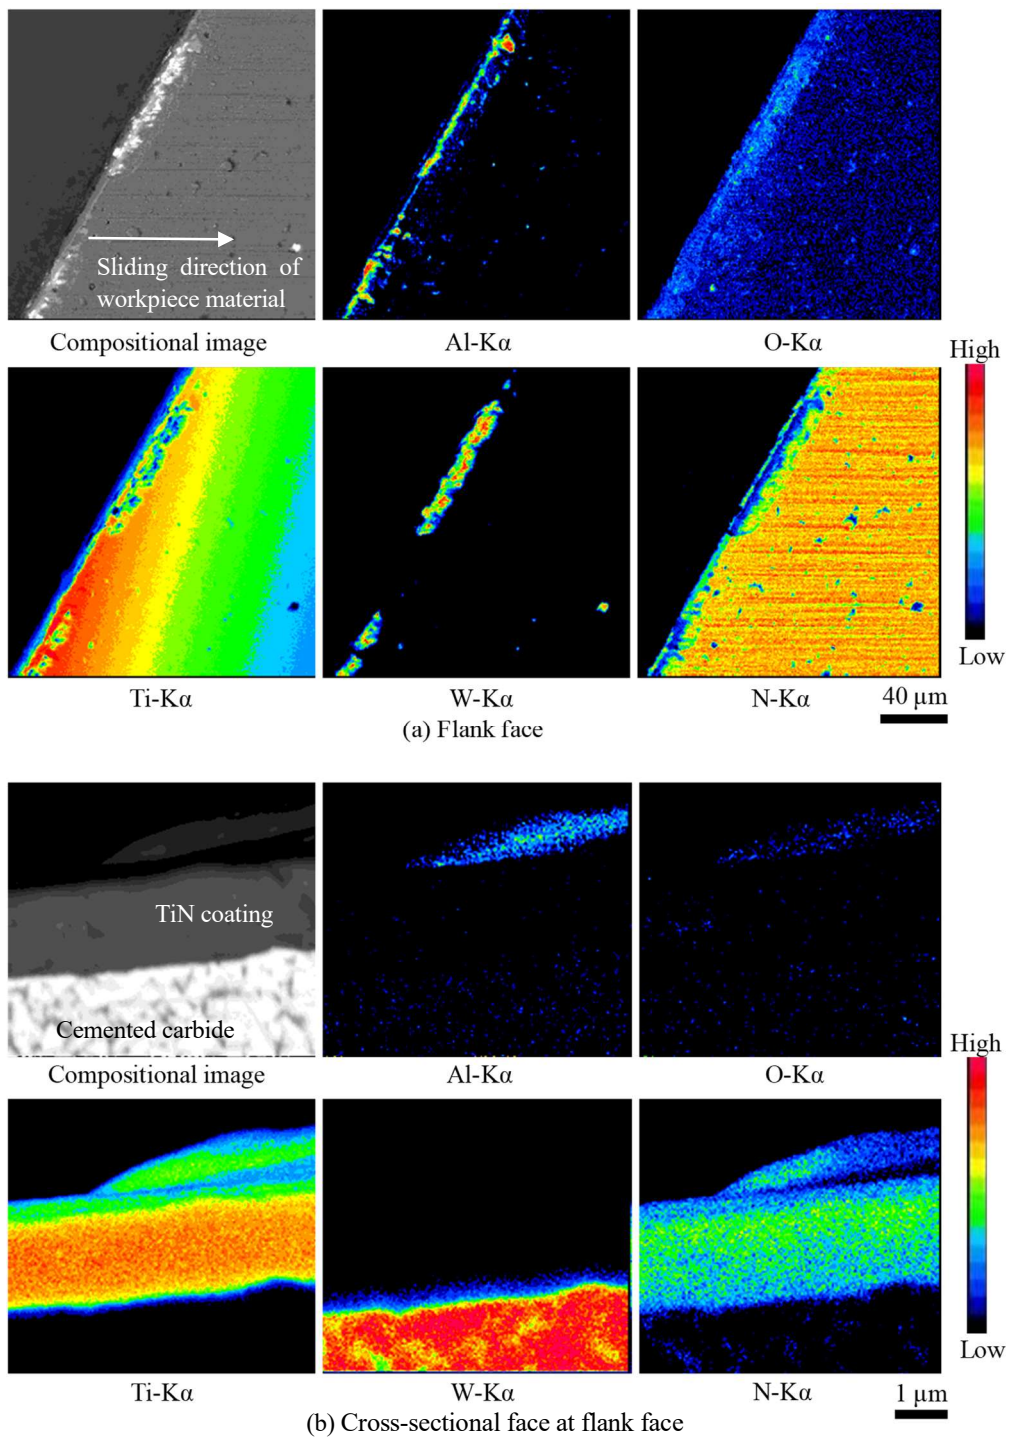 Sliding direction of
workpiece material
Compositional image
Al-Kα
O-Kα
High
Low
Ti-Kα
W-Kα
N-Kα
40 µm
(a) Flank face
TiN coating
Cemented carbide
Compositional image
Al-Kα
O-Kα
High
Low
Ti-Kα
W-Kα
N-Kα
1 µm
(b) Cross-sectional face at flank face